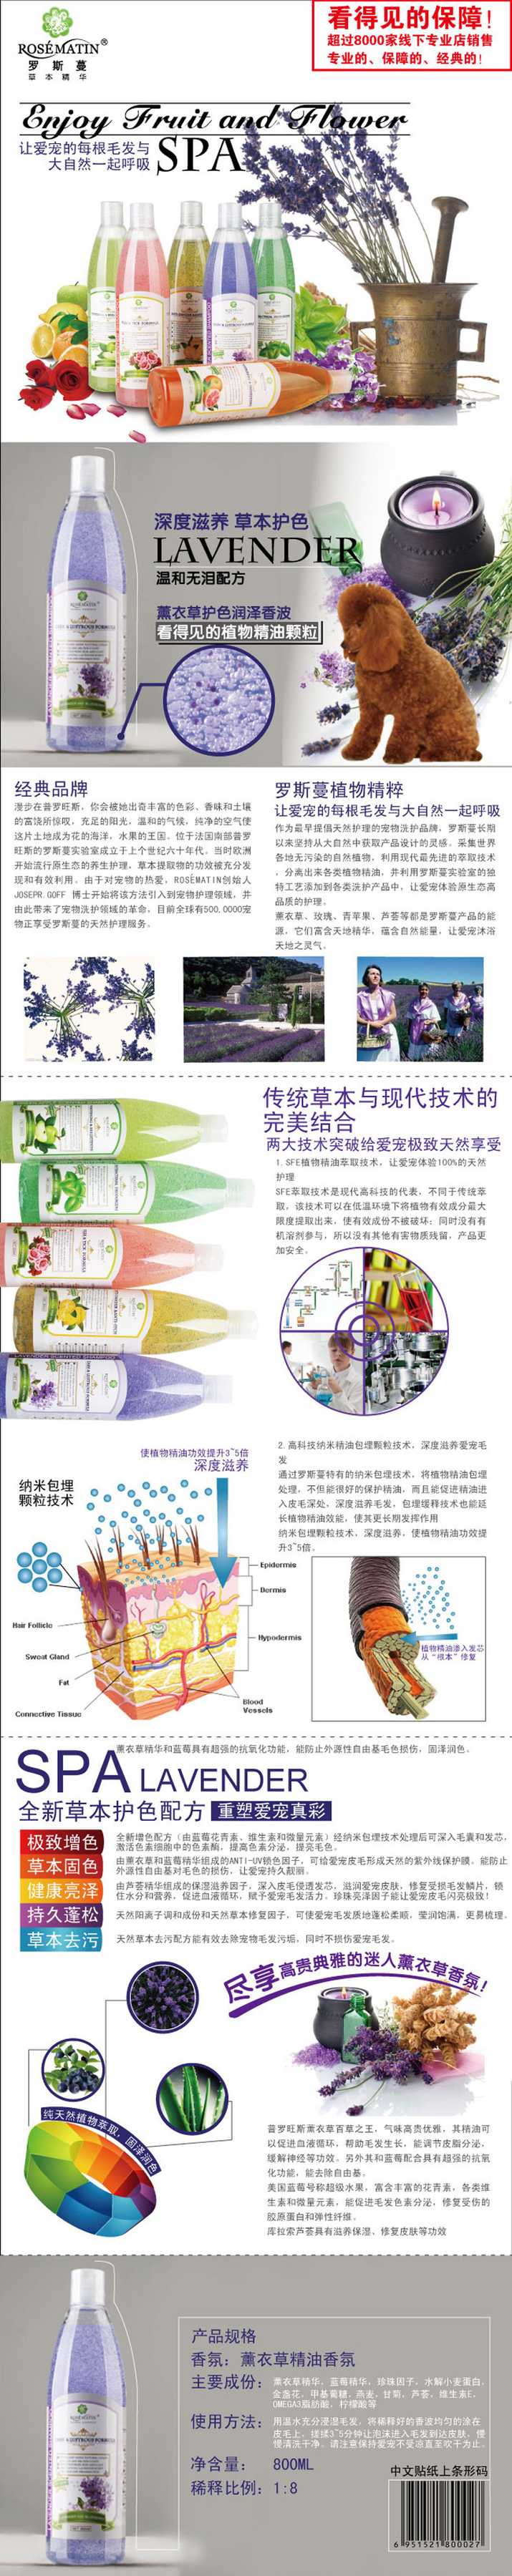 ROSÉMATIN®
罗斯蔓
草本精华
看得见的保障!
超过8000家线下专业店销售
专业的、保障的、经典的!
Enjoy Fruit and Flower
让爱宠的每根毛发与
大自然一起呼吸
SPA
深度滋养 草本护色
LAVENDER
温和无泪配方
薰衣草护色润泽香波
看得见的植物精油颗粒
经典品牌
漫步在普罗旺斯，你会被她出奇丰富的色彩、香味和土壤
的富饶所惊叹，充足的阳光，温和的气候，纯净的空气使
这片土地成为花的海洋，水果的王国。位于法国南部普罗
旺斯的罗斯蔓实验室成立于上个世纪六十年代，当时欧洲
开始流行原生态的养生护理，草本提取物的功效被充分发
现和有效利用。由于对宠物的热爱，ROSÉMATIN创始人
JOSEPR.GOFF 博士开始将该方法引入到宠物护理领域，并
由此带来了宠物洗护领域的革命，目前全球有500,0000宠
物正享受罗斯蔓的天然护理服务。
罗斯蔓植物精粹
让爱宠的每根毛发与大自然一起呼吸
作为最早提倡天然护理的宠物洗护品牌，罗斯蔓长期
以来坚持从大自然中获取产品设计的灵感。采集世界
各地无污染的自然植物，利用现代最先进的萃取技术
，分离出来各类植物精油，并利用罗斯蔓实验室的独
特工艺添加到各类洗护产品中，让爱宠体验原生态高
品质的护理。
薰衣草、玫瑰、青苹果、芦荟等都是罗斯蔓产品的能
源，它们富含天地精华，蕴含自然能量，让爱宠沐浴
天地之灵气。
传统草本与现代技术的
完美结合
两大技术突破给爱宠极致天然享受
1.SFE植物精油萃取技术，让爱宠体验100%的天然
护理
SFE萃取技术是现代高科技的代表，不同于传统萃
取，该技术可以在低温环境下将植物有效成分最大
限度提取出来，使有效成份不被破坏；同时没有有
机溶剂参与，所以没有其他有害物质残留，产品更
加安全。
2.高科技纳米精油包埋颗粒技术，深度滋养爱宠毛
发
通过罗斯蔓特有的纳米包埋技术，将植物精油包埋
处理，不但能很好的保护精油，而且能促进精油进
入皮毛深处，深度滋养毛发，包埋缓释技术也能延
长植物精油效能，使其更长期发挥作用
纳米包埋颗粒技术，深度滋养，使植物精油功效提
升3~5倍。
使植物精油功效提升3~5倍
深度滋养
纳米包埋
颗粒技术
Epidermis
Dermis
Hypodermis
Hair Follicle
Sweat Gland
Fat
Connective Tissue
Blood
Vessels
植物精油渗入发芯
从“根本”修复
薰衣草精华和蓝莓具有超强的抗氧化功能，能防止外源性自由基毛色损伤，固泽润色。
SPA LAVENDER
全新草本护色配方 重塑爱宠真彩
极致增色
全新增色配方（由蓝莓花青素、维生素和微量元素）经纳米包埋技术处理后可深入毛囊和发芯，
激活色素细胞中的色素酶，提高色素分泌，提亮毛色。
草本固色
由薰衣草和蓝莓精华组成的ANTI-UV锁色因子，可给爱宠皮毛形成天然的紫外线保护膜，能防止
外源性自由基对毛色的损伤，让爱宠持久靓丽。
健康亮泽
由芦荟精华组成的保湿滋养因子，深入皮毛浸透发芯，滋润爱宠皮肤，修复受损毛发鳞片，锁
住水分和营养，促进血液循环，赋予爱宠毛发活力，珍珠亮泽因子能让爱宠皮毛闪亮极致！
持久蓬松
天然阳离子调和成份和天然草本修复因子，可使爱宠毛发质地蓬松柔顺，莹润饱满，更易梳理。
草本去污
天然草本去污配方能有效去除宠物毛发污垢，同时不损伤爱宠毛发。
尽享高贵典雅的迷人薰衣草香氛!
纯天然植物萃取，固泽润色
普罗旺斯薰衣草百草之王，气味高贵优雅，其精油可
以促进血液循环，帮助毛发生长，能调节皮脂分泌，
缓解神经等功效。另外其和蓝莓配合具有超强的抗氧
化功能，能去除自由基。
美国蓝莓号称超级水果，富含丰富的花青素，各类维
生素和微量元素，能促进毛发色素分泌，修复受伤的
胶原蛋白和弹性纤维。
库拉索芦荟具有滋养保湿、修复皮肤等功效
产品规格
香氛：薰衣草精油香氛
主要成份：薰衣草精华，蓝莓精华，珍珠因子，水解小麦蛋白，
金盏花，甲基葡糖，燕麦，甘菊，芦荟，维生素E，
OMEGA3脂肪酸，柠檬酸等
使用方法：用温水充分浸湿毛发，将稀释好的香波均匀的涂在
皮毛上，揉搓3~5分钟让泡沫进入毛发到达皮肤，慢
慢清洗干净。请注意保持爱宠不受凉直至吹干为止。
净含量：800ML
稀释比例：1:8
中文贴纸上条形码
6 951521 800027